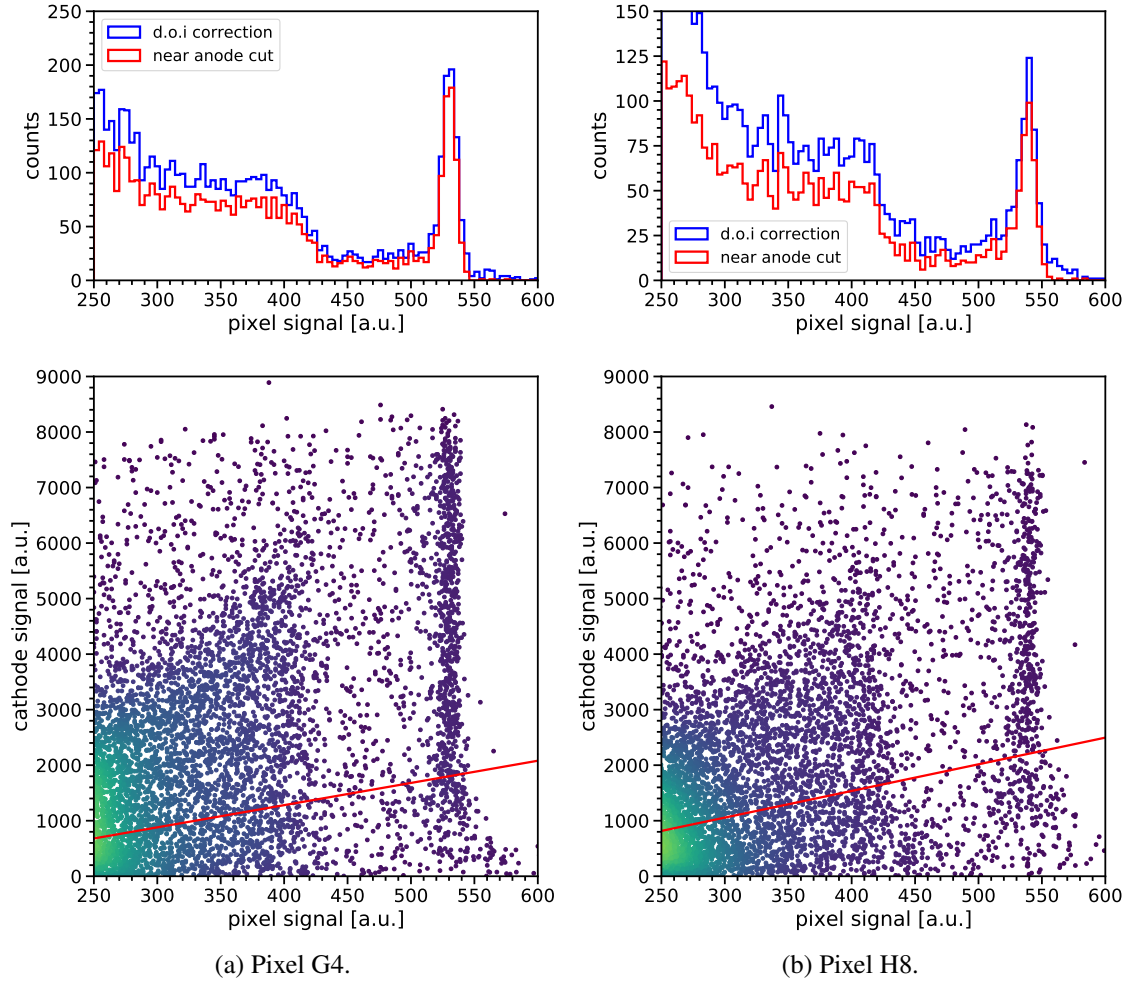 250
200
150
100
50
0
counts
d.o.i correction
near anode cut
250 300 350 400 450 500 550 600
pixel signal [a.u.]
150
125
100
75
50
25
0
counts
d.o.i correction
near anode cut
250 300 350 400 450 500 550 600
pixel signal [a.u.]
9000
8000
7000
6000
5000
4000
3000
2000
1000
0
cathode signal [a.u.]
250 300 350 400 450 500 550 600
pixel signal [a.u.]
(a) Pixel G4.
9000
8000
7000
6000
5000
4000
3000
2000
1000
0
cathode signal [a.u.]
250 300 350 400 450 500 550 600
pixel signal [a.u.]
(b) Pixel H8.